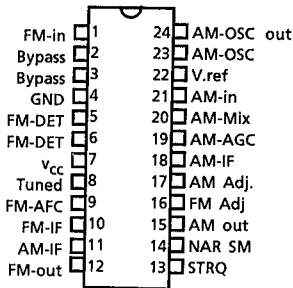 FM-in 1 24 AM-OSC out
Bypass 2 23 AM-OSC
Bypass 3 22 V.ref
GND 4 21 AM-in
FM-DET 5 20 AM-Mix
FM-DET 6 19 AM-AGC
Vcc 7 18 AM-IF
Tuned 8 17 AM Adj.
FM-AFC 9 16 FM Adj
FM-IF 10 15 AM out
AM-IF 11 14 NAR SM
FM-out 12 13 STRQ